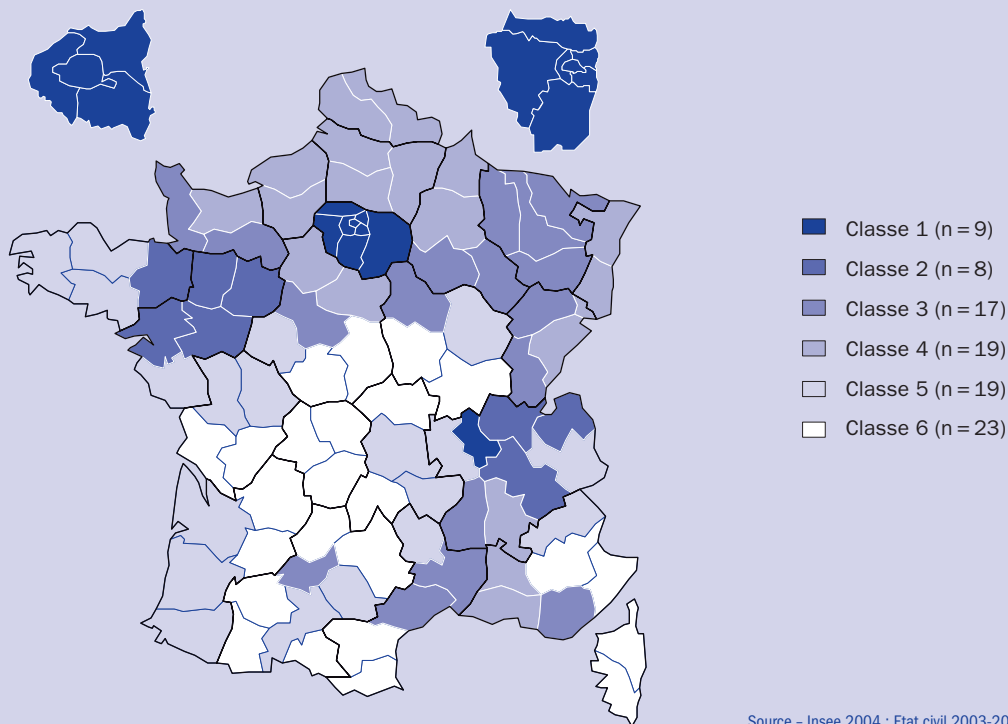 Classe 1 (n = 9)
Classe 2 (n = 8)
Classe 3 (n = 17)
Classe 4 (n = 19)
Classe 5 (n = 19)
Classe 6 (n = 23)
Source – Insee 2004 : Etat civil 2003-20